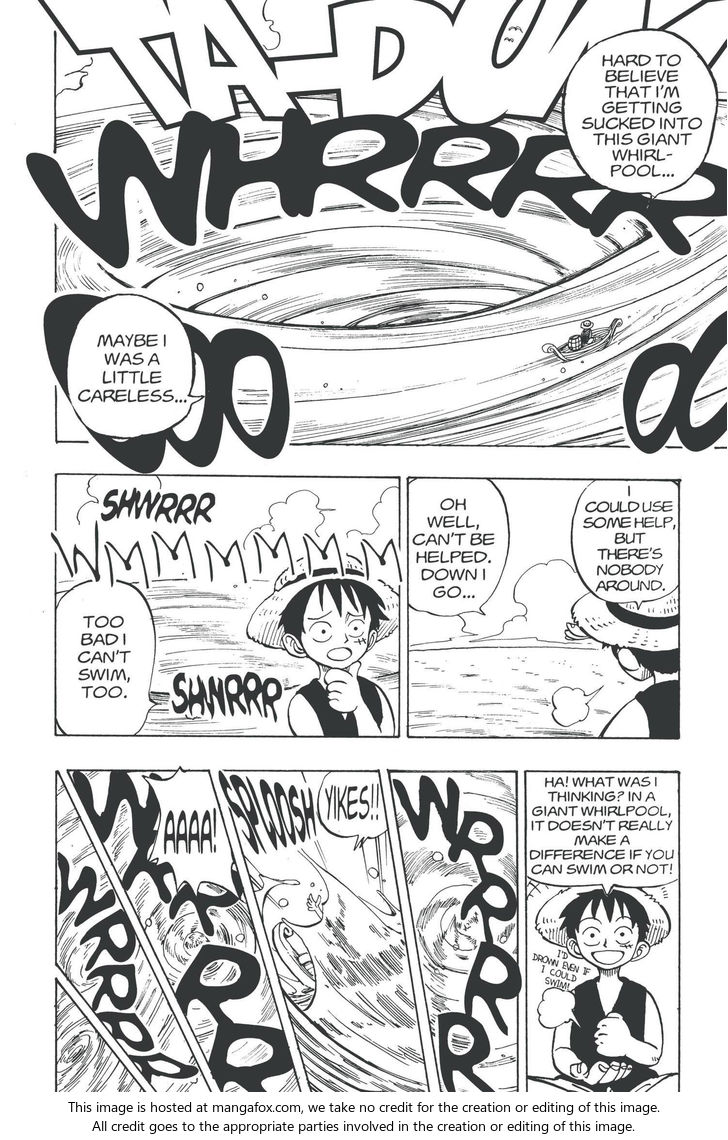 TA-DUM
HARD TO
BELIEVE
THAT I'M
GETTING
SUCKED INTO
THIS GIANT
WHIRL-
POOL...
WHRRRRR
MAYBE I
WAS A
LITTLE
CARELESS...
OOO
OO
I
COULD USE
SOME HELP,
BUT
THERE'S
NOBODY
AROUND.
OH
WELL,
CAN'T BE
HELPED.
DOWN I
GO...
SHWRRR
WMMMMMM
TOO
BAD I
CAN'T
SWIM,
TOO.
SHWRRR
HA! WHAT WAS I
THINKING? IN A
GIANT WHIRLPOOL,
IT DOESN'T REALLY
MAKE A
DIFFERENCE IF YOU
CAN SWIM OR NOT!
I'D
DROWN EVEN IF
I COULD
SWIM!
WRRRR
YIKES!!
SPLOOSH
AAAA!
WRRRR
WRRRR
This image is hosted at mangafox.com, we take no credit for the creation or editing of this image.
All credit goes to the appropriate parties involved in the creation or editing of this image.